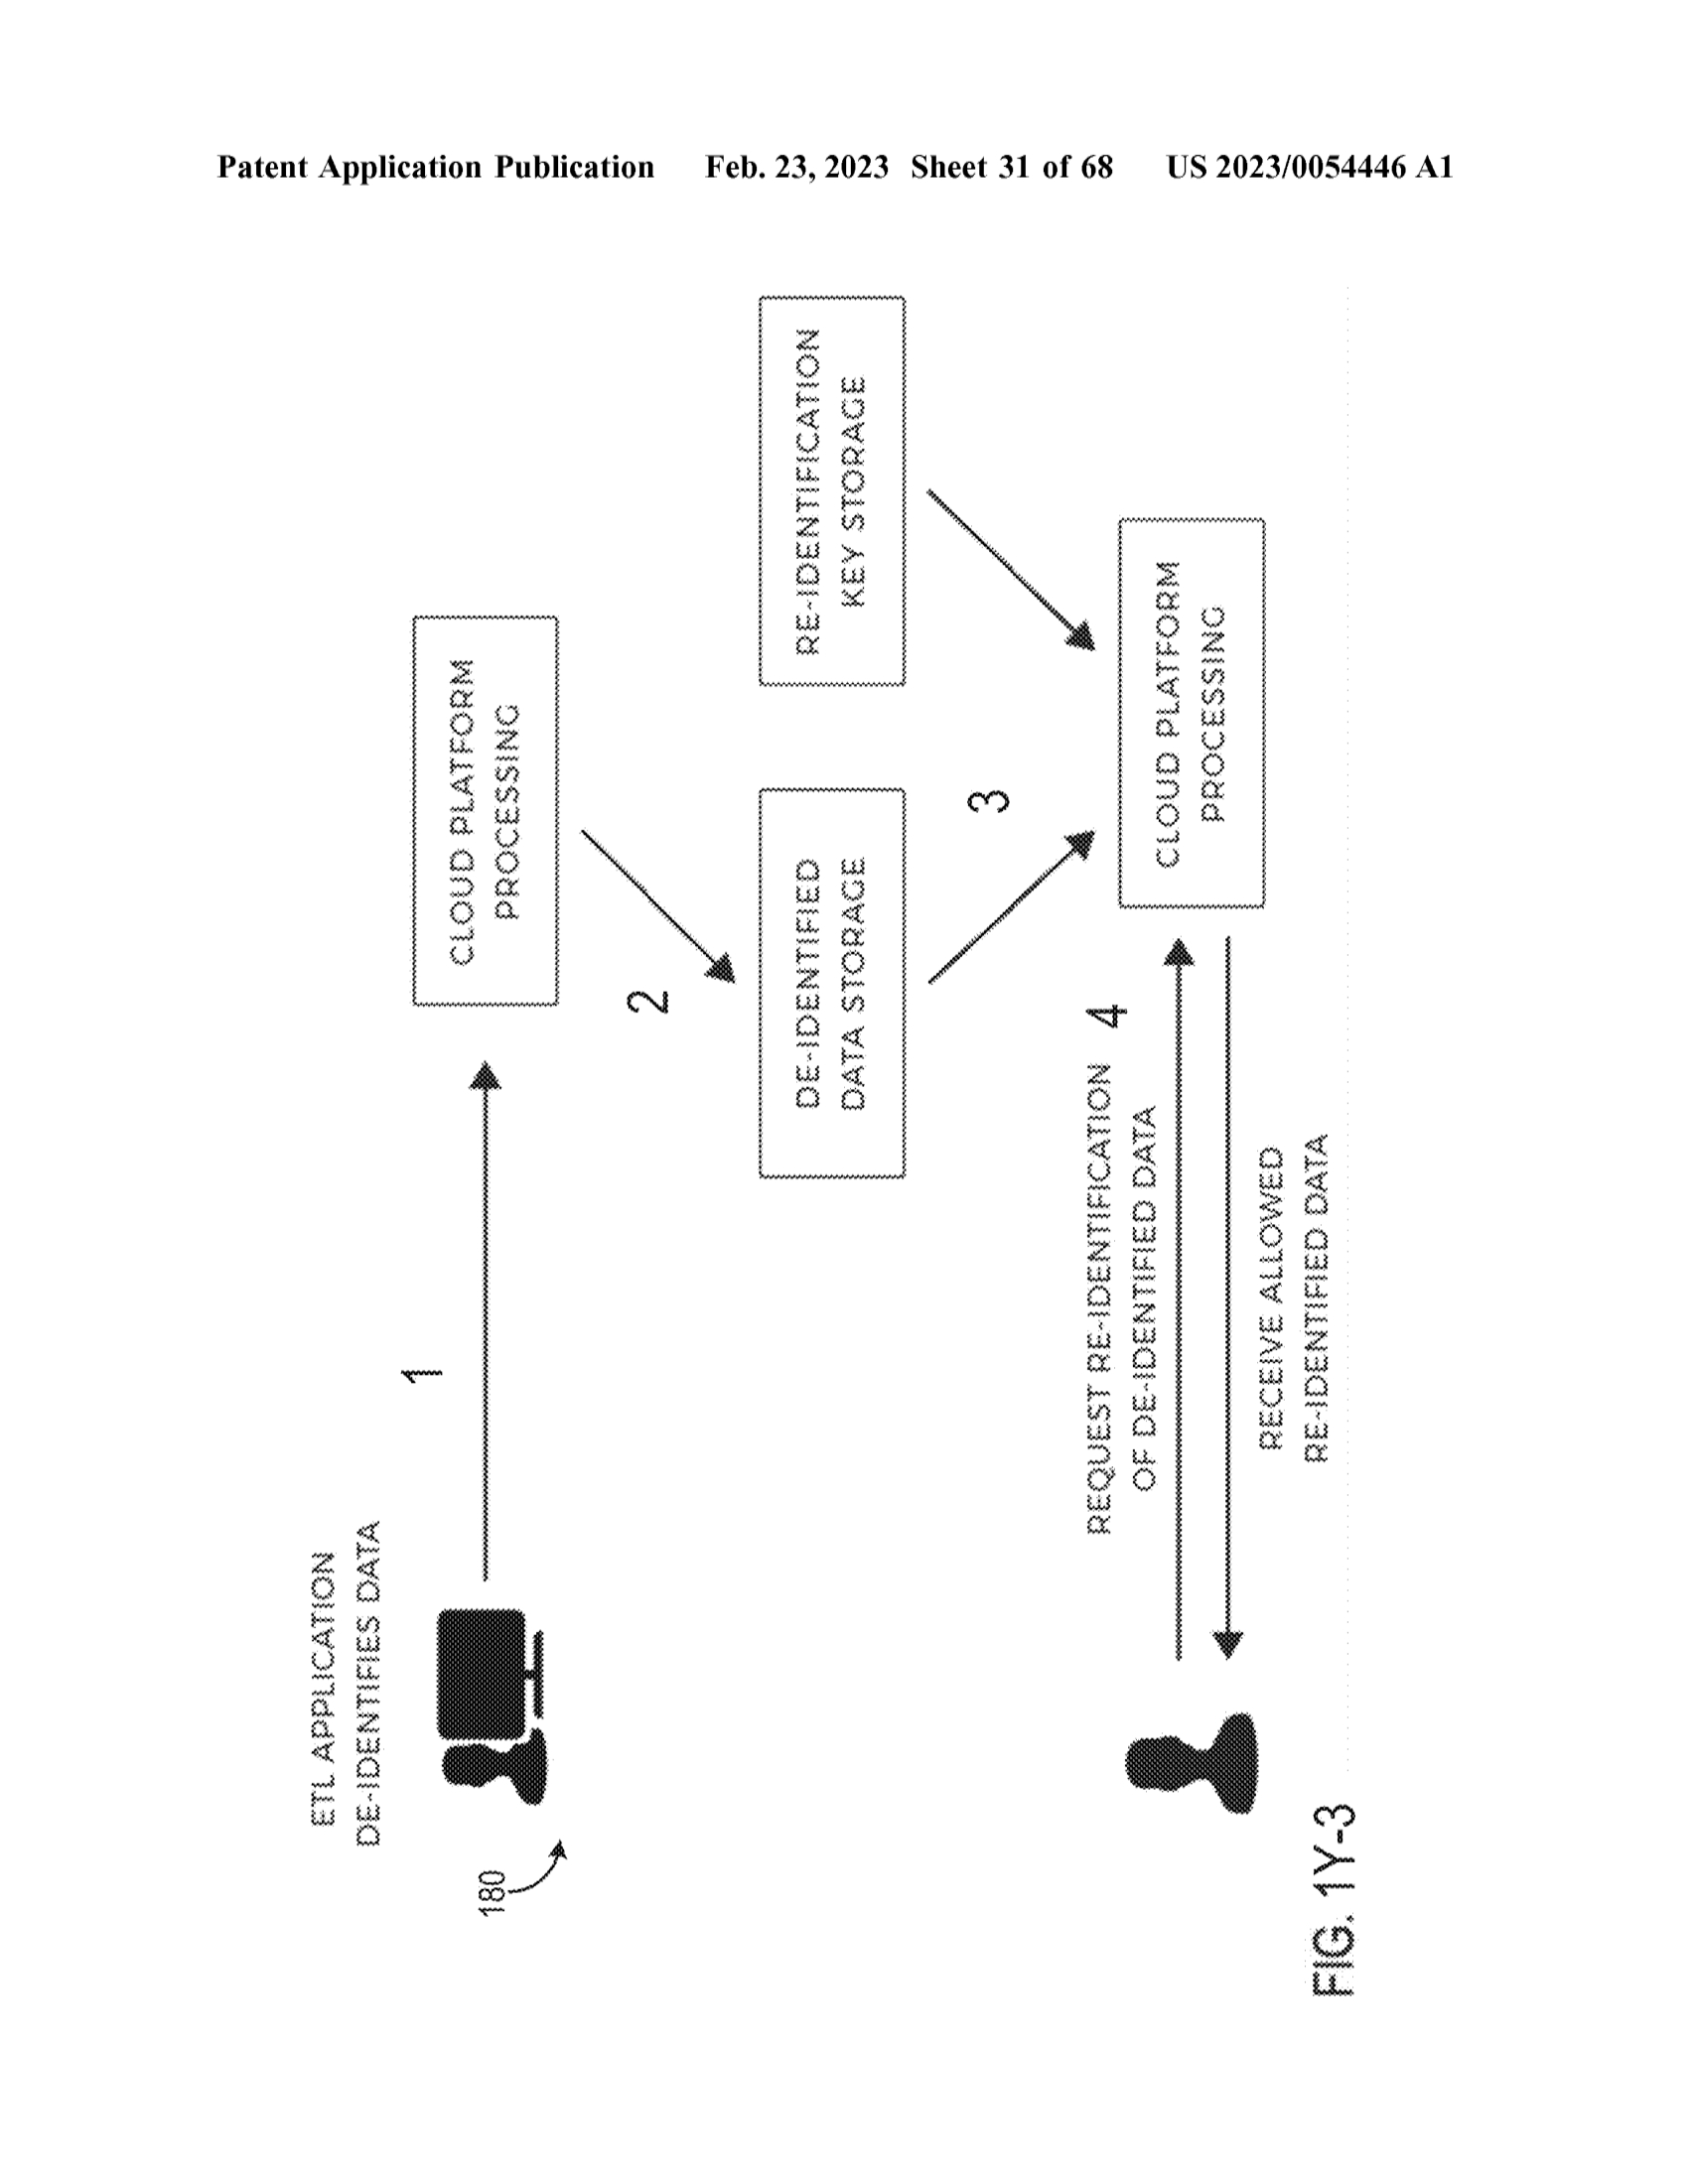 Patent Application Publication Feb. 23, 2023 Sheet 31 of 68 US 2023/0054446 A1
ETL APPLICATION
DE-IDENTIFIES DATA
180
1
CLOUD PLATFORM
PROCESSING
2
DE-IDENTIFIED
DATA STORAGE
RE-IDENTIFICATION
KEY STORAGE
3
CLOUD PLATFORM
PROCESSING
4
REQUEST RE-IDENTIFICATION
OF DE-IDENTIFIED DATA
RECEIVE ALLOWED
RE-IDENTIFIED DATA
FIG. 1Y-3